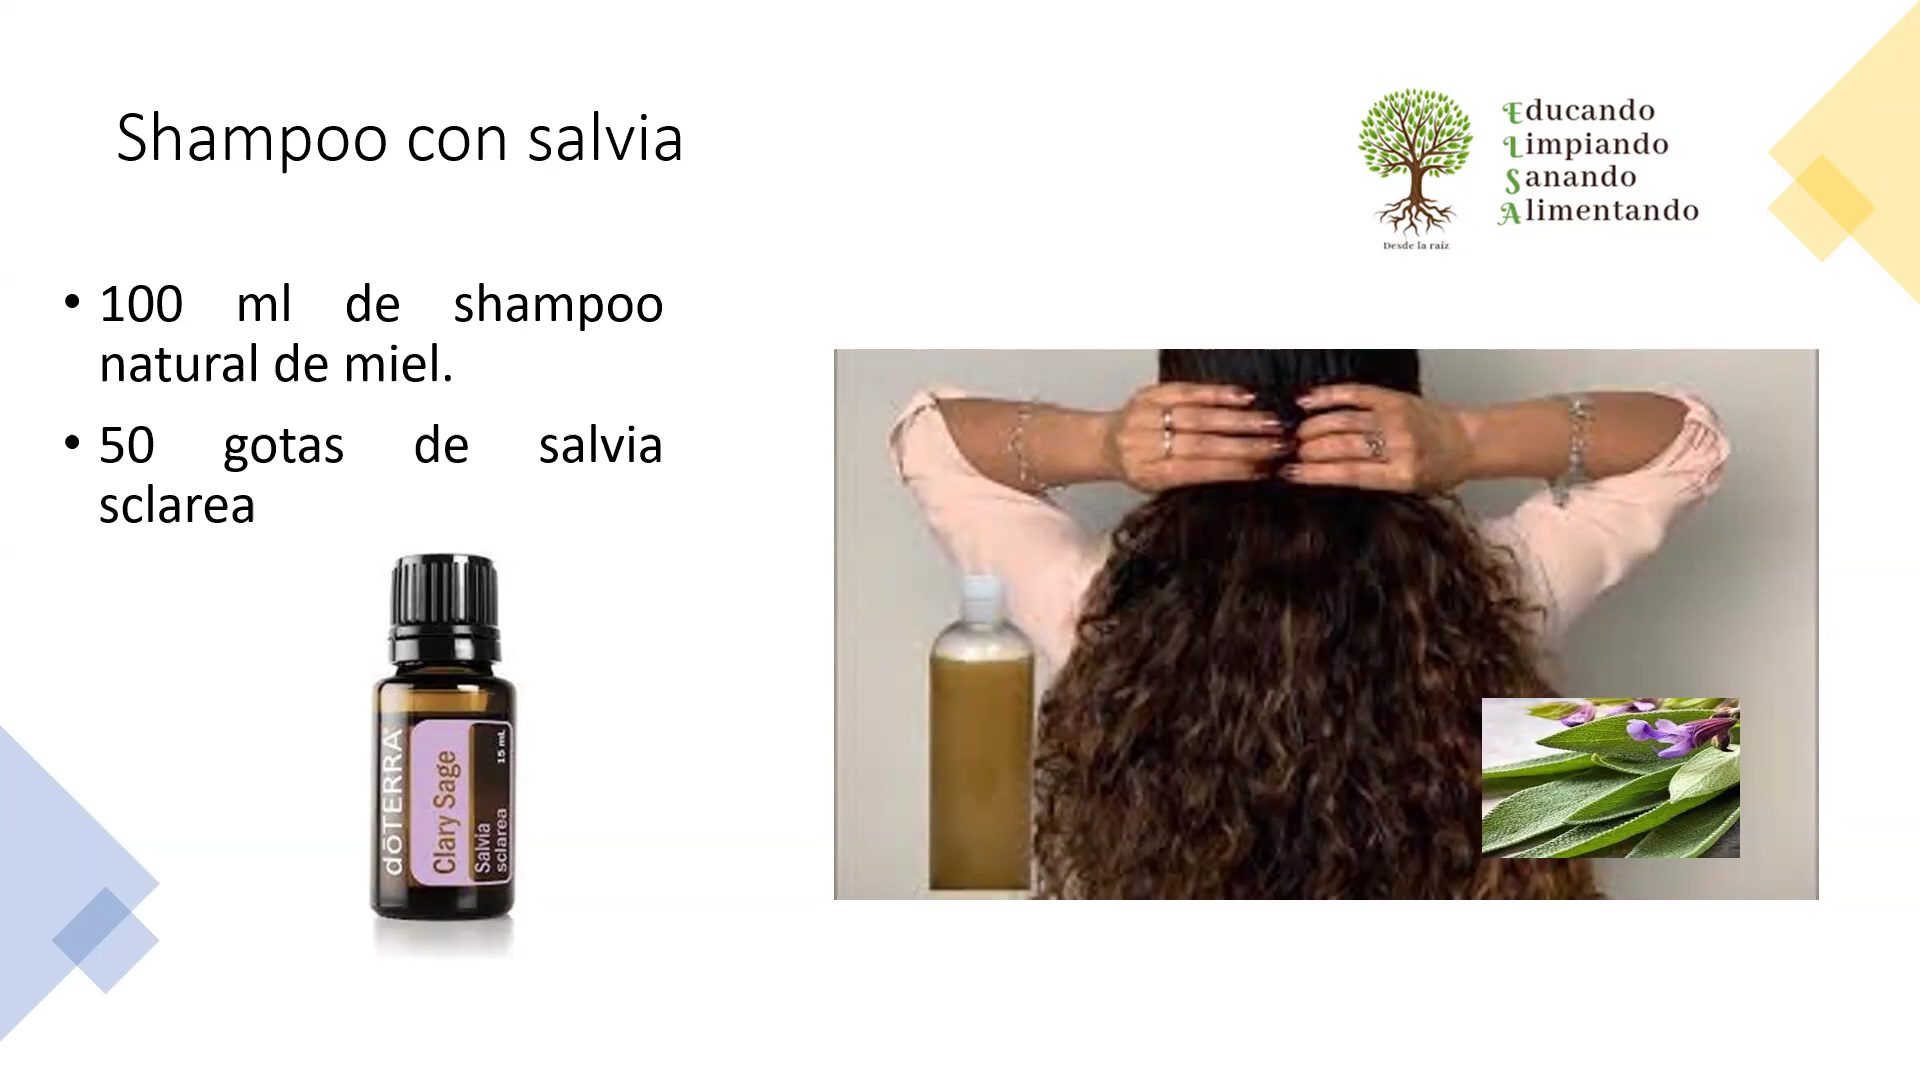 Shampoo con salvia
Educando
Limpiando
Sanando
Alimentando
Desde la raíz
• 100 ml de shampoo
natural de miel.
• 50 gotas de salvia
sclarea
dōTERRA
Clary Sage
Salvia
sclarea
15 mL